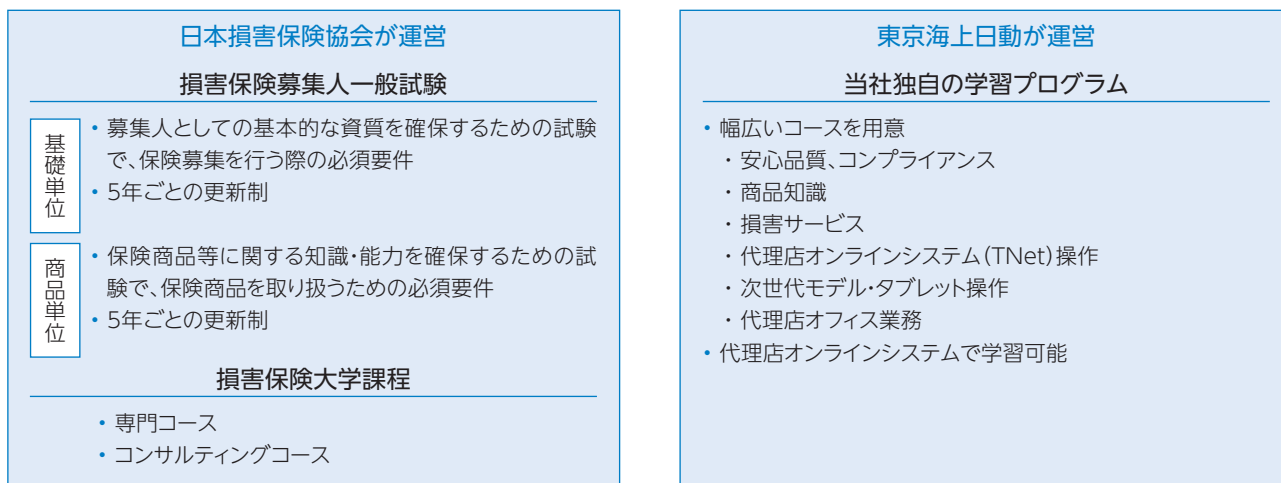 日本損害保険協会が運営
損害保険募集人一般試験
基礎単位
• 募集人としての基本的な資質を確保するための試験
で、保険募集を行う際の必須要件
• 5年ごとの更新制
商品単位
• 保険商品等に関する知識・能力を確保するための試
験で、保険商品を取り扱うための必須要件
• 5年ごとの更新制
損害保険大学課程
• 専門コース
• コンサルティングコース
東京海上日動が運営
当社独自の学習プログラム
• 幅広いコースを用意
・ 安心品質、コンプライアンス
・ 商品知識
・ 損害サービス
・ 代理店オンラインシステム(TNet)操作
・ 次世代モデル・タブレット操作
・ 代理店オフィス業務
• 代理店オンラインシステムで学習可能